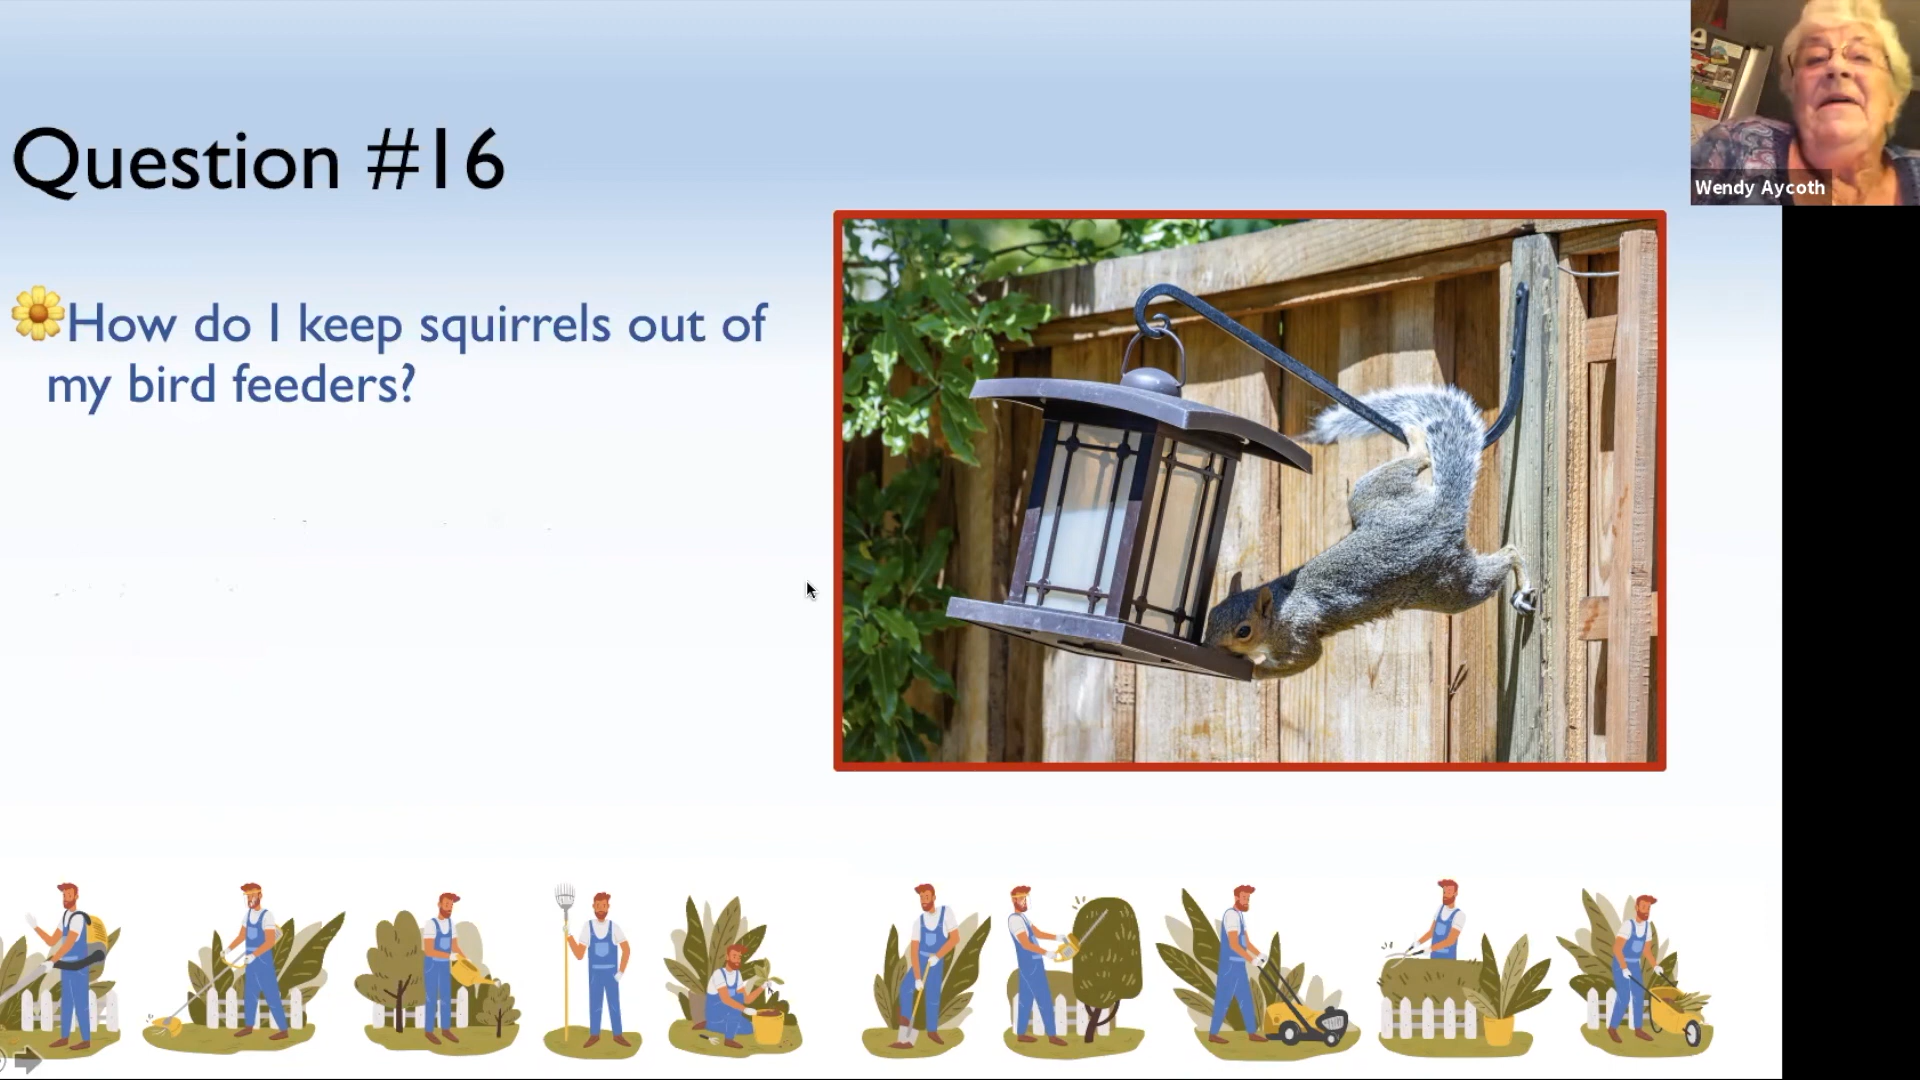 Question #16
How do I keep squirrels out of
my bird feeders?
Wendy Aycoth